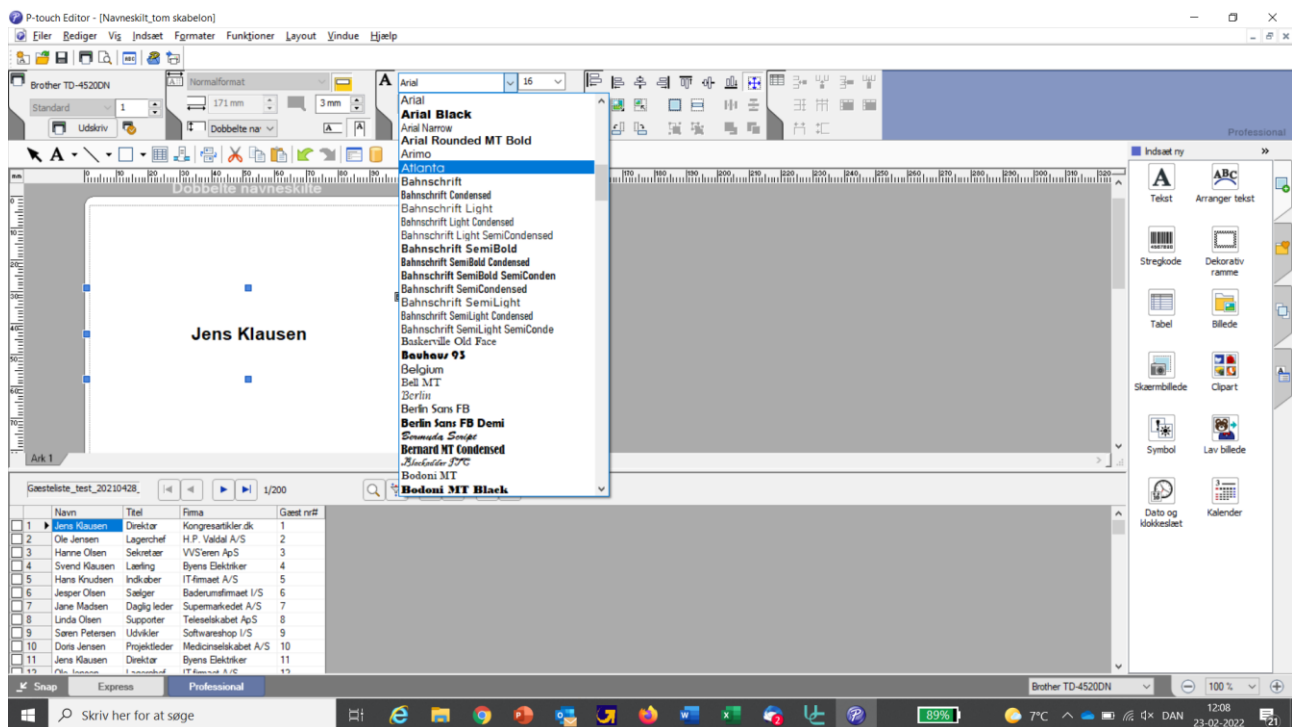 P-touch Editor - [Navneskilt_tom skabelon]
Filer Rediger Vis Indsæt Formater Funktioner Layout Vindue Hjælp
Brother TD-4520DN
Normalformat
Arial
16
Standard
1
171 mm
3 mm
Udskriv
Dobbelte na
Professional
Arial
Arial Black
Arial Narrow
Arial Rounded MT Bold
Arimo
Atlanta
Bahnschrift
Bahnschrift Condensed
Bahnschrift Light
Bahnschrift Light Condensed
Bahnschrift Light SemiCondensed
Bahnschrift SemiBold
Bahnschrift SemiBold Condensed
Bahnschrift SemiBold SemiConden
Bahnschrift SemiCondensed
Bahnschrift SemiLight
Bahnschrift SemiLight Condensed
Bahnschrift SemiLight SemiConde
Baskerville Old Face
Bauhaus 93
Belgium
Bell MT
Berlin
Berlin Sans FB
Berlin Sans FB Demi
Bermuda Script
Bernard MT Condensed
Blackadder ITC
Bodoni MT
Bodoni MT Black
Dobbelte navneskilte
Jens Klausen
Ark 1
Indsæt ny
Tekst Arranger tekst
Stregkode Dekorativ ramme
Tabel Billede
Skærmbillede Clipart
Symbol Lav billede
Dato og klokkeslæt Kalender
Gæsteliste_test_20210428_ 1/200
Navn Titel Firma Gæst nr#
1 Jens Klausen Direktør Kongresartikler.dk 1
2 Ole Jensen Lagerchef H.P. Valdal A/S 2
3 Hanne Olsen Sekretær VVS'eren ApS 3
4 Svend Klausen Lærling Byens Elektriker 4
5 Hans Knudsen Indkøber IT-firmaet A/S 5
6 Jesper Olsen Sælger Baderumsfirmaet I/S 6
7 Jane Madsen Daglig leder Supermarkedet A/S 7
8 Linda Olsen Supporter Teleselskabet ApS 8
9 Søren Petersen Udvikler Softwareshop I/S 9
10 Doris Jensen Projektleder Medicinselskabet A/S 10
11 Jens Klausen Direktør Byens Elektriker 11
Snap Express Professional
Brother TD-4520DN 100 %
Skriv her for at søge
89%
7°C
DAN
12:08
23-02-2022
21